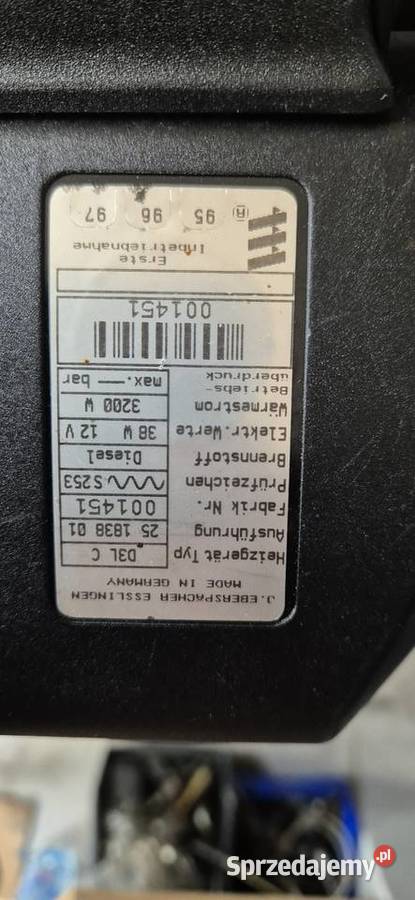 J.EBERSPÄCHER ESSLINGEN
MADE IN GERMANY
Heizgerät Typ D3L C
Ausführung 25 1838 01
Fabrik Nr. 001451
Prüfzeichen S253
Brennstoff Diesel
Elektr.Werte 38 W 12 V
Wärmestrom 3200 W
Betriebs-
überdruck max. — bar
001451
Erste
Inbetriebnahme
97 96 95 R
Sprzedajemy.pl